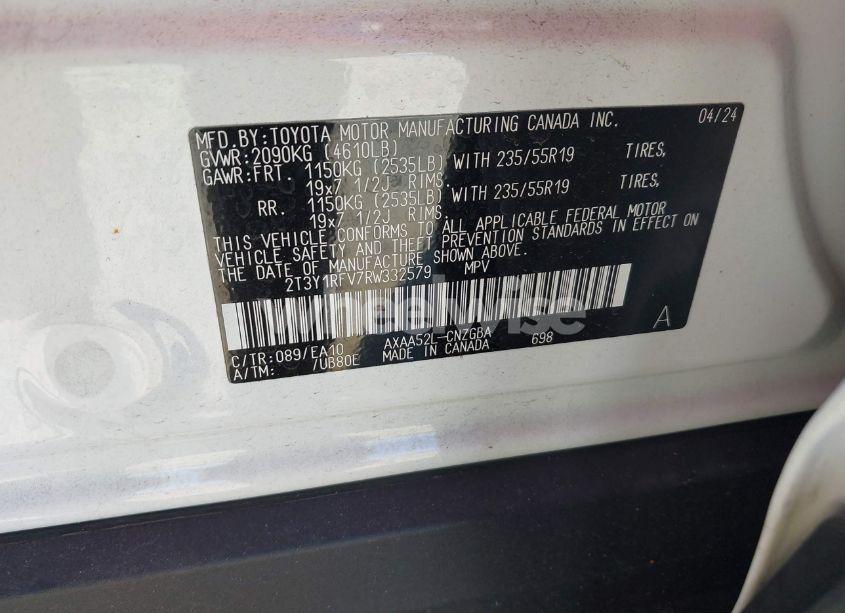 MFD.BY:TOYOTA MOTOR MANUFACTURING CANADA INC. 04/24
GVWR:2090KG (4610LB)
GAWR:FRT. 1150KG (2535LB) WITH 235/55R19 TIRES,
19x7 1/2J RIMS.
RR. 1150KG (2535LB) WITH 235/55R19 TIRES,
19x7 1/2J RIMS.
THIS VEHICLE CONFORMS TO ALL APPLICABLE FEDERAL MOTOR
VEHICLE SAFETY AND THEFT PREVENTION STANDARDS IN EFFECT ON
THE DATE OF MANUFACTURE SHOWN ABOVE.
2T3Y1RFV7RW332579 MPV
wheelwise
C/TR:089/EA10 AXAA52L-CNZGBA 698 A
A/TM: /UB80E MADE IN CANADA